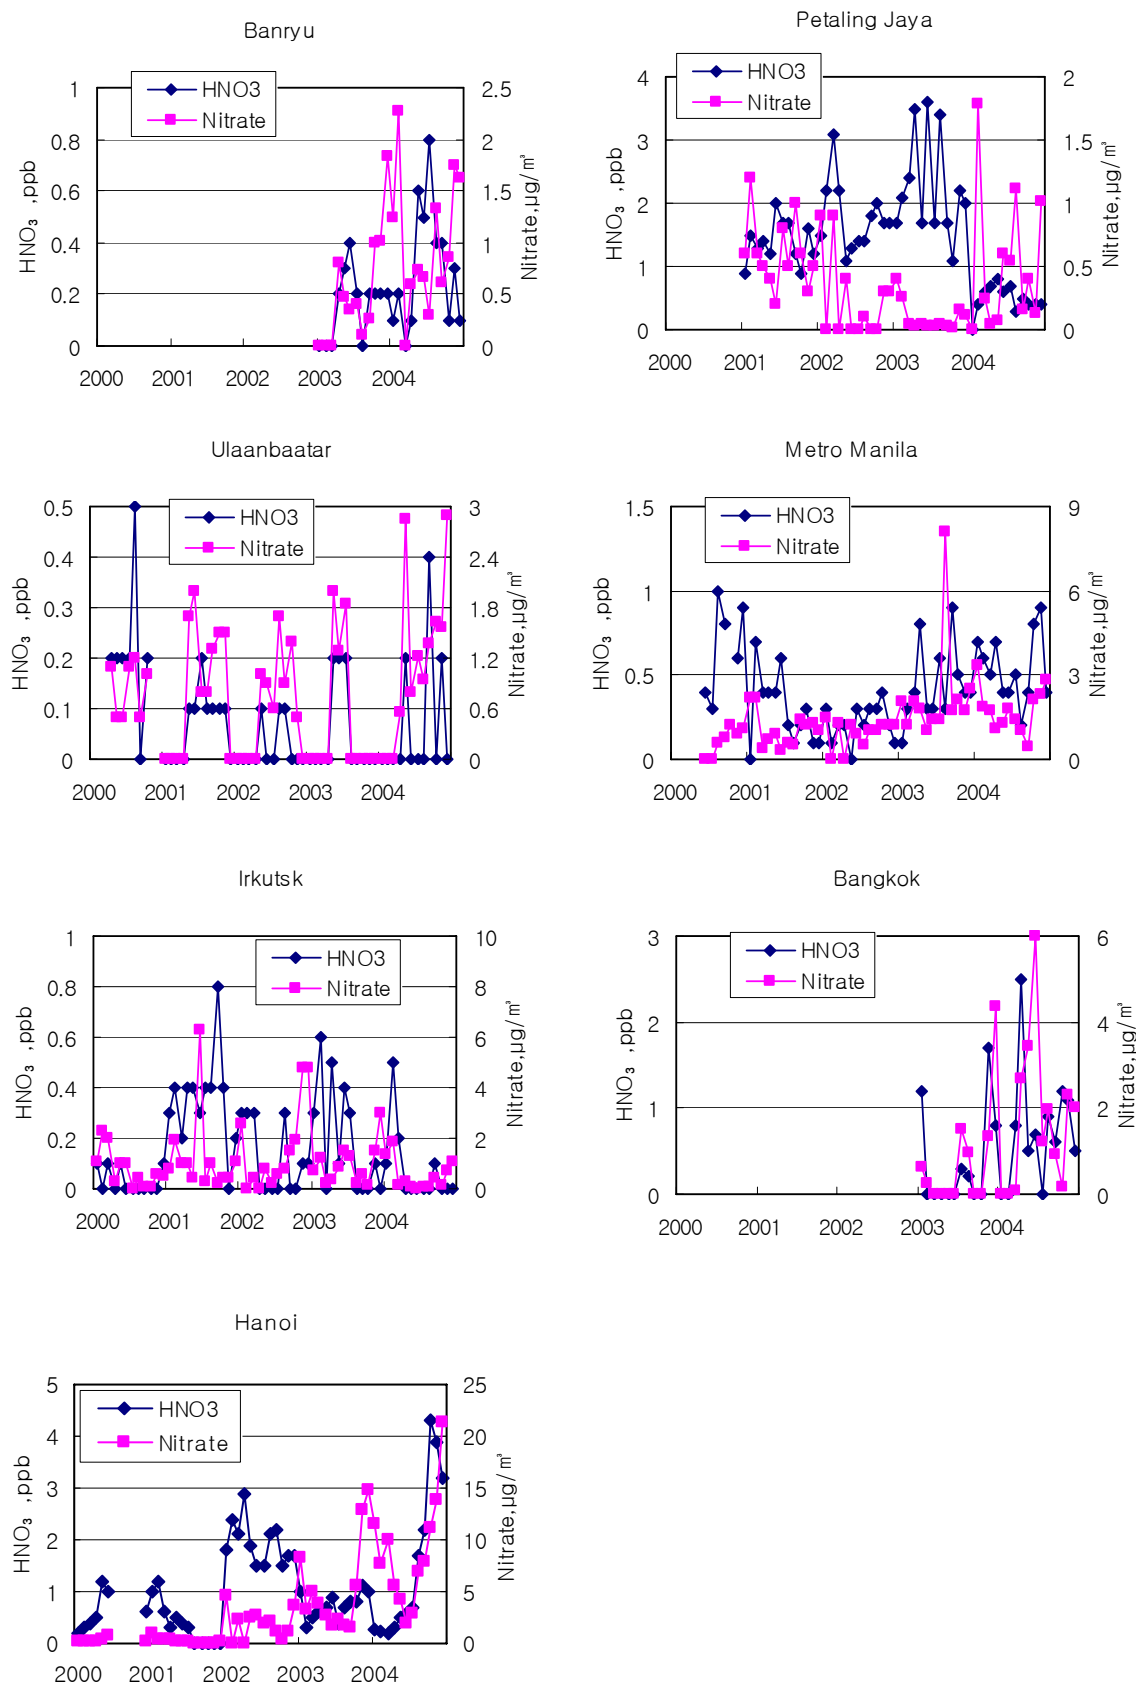 Banryu
HNO3
Nitrate
1
0.8
0.6
0.4
0.2
0
2.5
2
1.5
1
0.5
0
HNO₃ ,ppb
Nitrate,μg/㎥
2000 2001 2002 2003 2004
Petaling Jaya
HNO3
Nitrate
4
3
2
1
0
2
1.5
1
0.5
0
HNO₃ ,ppb
Nitrate,μg/㎥
2000 2001 2002 2003 2004
Ulaanbaatar
HNO3
Nitrate
0.5
0.4
0.3
0.2
0.1
0
3
2.4
1.8
1.2
0.6
0
HNO₃ ,ppb
Nitrate,μg/㎥
2000 2001 2002 2003 2004
Metro Manila
HNO3
Nitrate
1.5
1
0.5
0
9
6
3
0
HNO₃ ,ppb
Nitrate,μg/㎥
2000 2001 2002 2003 2004
Irkutsk
HNO3
Nitrate
1
0.8
0.6
0.4
0.2
0
10
8
6
4
2
0
HNO₃ ,ppb
Nitrate,μg/㎥
2000 2001 2002 2003 2004
Bangkok
HNO3
Nitrate
3
2
1
0
6
4
2
0
HNO₃ ,ppb
Nitrate,μg/㎥
2000 2001 2002 2003 2004
Hanoi
HNO3
Nitrate
5
4
3
2
1
0
25
20
15
10
5
0
HNO₃ ,ppb
Nitrate,μg/㎥
2000 2001 2002 2003 2004